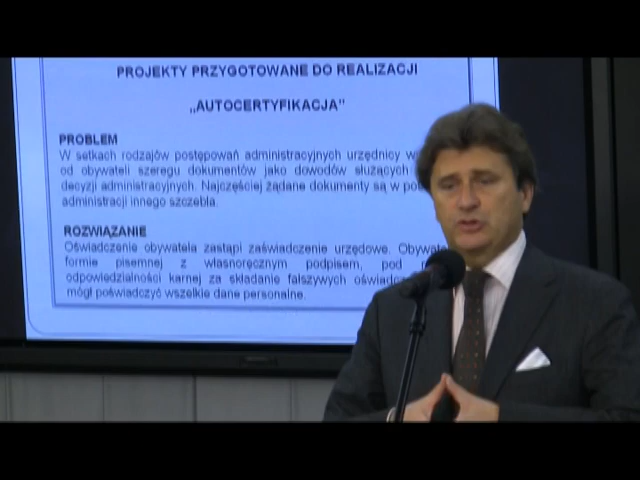 PROJEKTY PRZYGOTOWANE DO REALIZACJI
„AUTOCERTYFIKACJA”
PROBLEM
W setkach rodzajów postępowań administracyjnych urzędnicy
od obywateli szeregu dokumentów jako dowodów służących
decyzji administracyjnych. Najczęściej żądane dokumenty są w
administracji innego szczebla.
ROZWIĄZANIE
Oświadczenie obywatela zastąpi zaświadczenie urzędowe.
formie pisemnej z własnoręcznym podpisem, pod
odpowiedzialności karnej za składanie fałszywych
mógł poświadczyć wszelkie dane personalne.